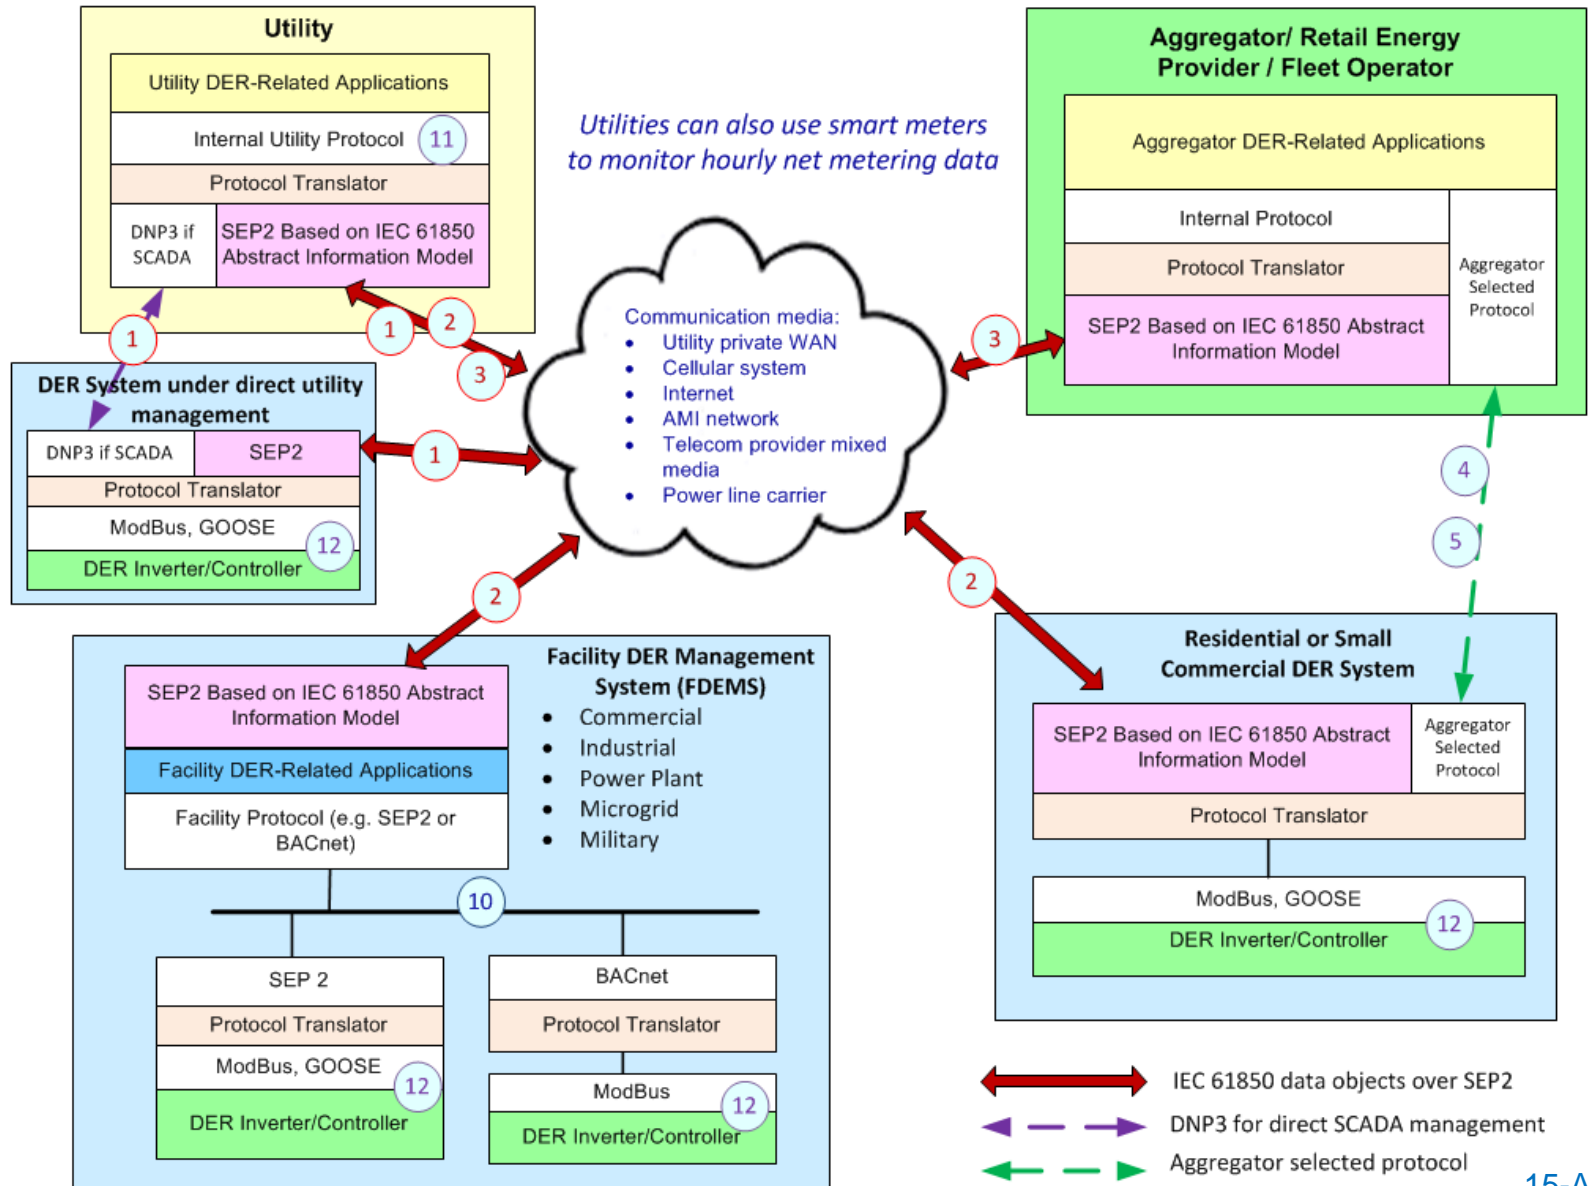 Utility
Utility DER-Related Applications
Internal Utility Protocol
11
Protocol Translator
DNP3 if
SCADA
SEP2 Based on IEC 61850
Abstract Information Model
Utilities can also use smart meters
to monitor hourly net metering data
Aggregator/ Retail Energy
Provider / Fleet Operator
Aggregator DER-Related Applications
Internal Protocol
Protocol Translator
SEP2 Based on IEC 61850 Abstract
Information Model
Aggregator
Selected
Protocol
1
1
2
3
3
DER System under direct utility
management
DNP3 if SCADA
SEP2
Protocol Translator
ModBus, GOOSE
12
DER Inverter/Controller
1
Communication media:
• Utility private WAN
• Cellular system
• Internet
• AMI network
• Telecom provider mixed
media
• Power line carrier
4
5
2
2
Facility DER Management
System (FDEMS)
• Commercial
• Industrial
• Power Plant
• Microgrid
• Military
SEP2 Based on IEC 61850 Abstract
Information Model
Facility DER-Related Applications
Facility Protocol (e.g. SEP2 or
BACnet)
10
SEP 2
Protocol Translator
ModBus, GOOSE
12
DER Inverter/Controller
BACnet
Protocol Translator
ModBus
12
DER Inverter/Controller
Residential or Small
Commercial DER System
SEP2 Based on IEC 61850 Abstract
Information Model
Aggregator
Selected
Protocol
Protocol Translator
ModBus, GOOSE
12
DER Inverter/Controller
IEC 61850 data objects over SEP2
DNP3 for direct SCADA management
Aggregator selected protocol
15-A